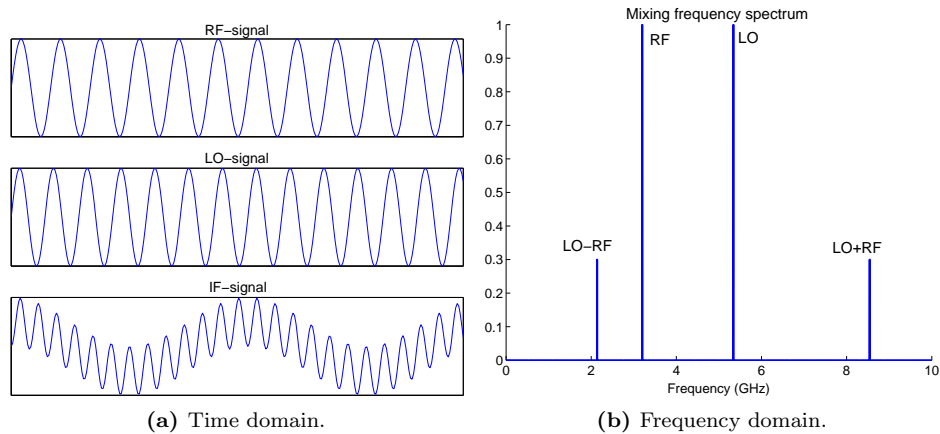 RF−signal
LO−signal
IF−signal
(a) Time domain.
Mixing frequency spectrum
1
0.9
0.8
0.7
0.6
0.5
0.4
0.3
0.2
0.1
0
RF
LO
LO−RF
LO+RF
0 2 4 6 8 10
Frequency (GHz)
(b) Frequency domain.